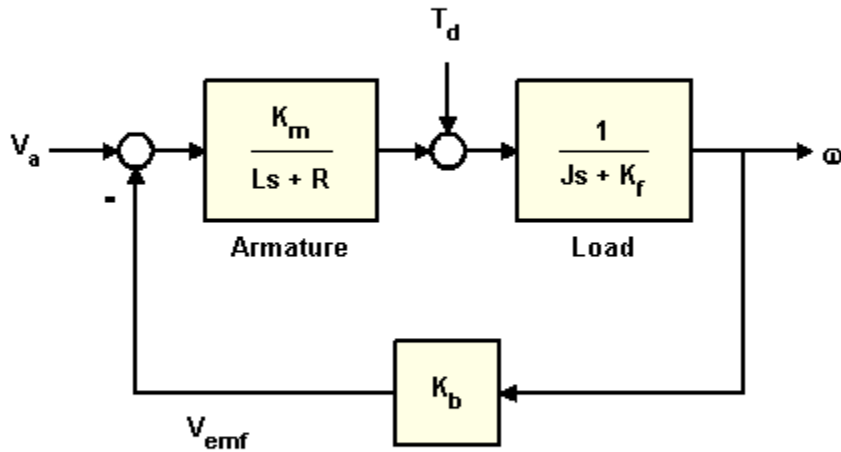 T_d
V_a
K_m
Ls + R
1
Js + K_f
ω
-
Armature
Load
K_b
V_emf